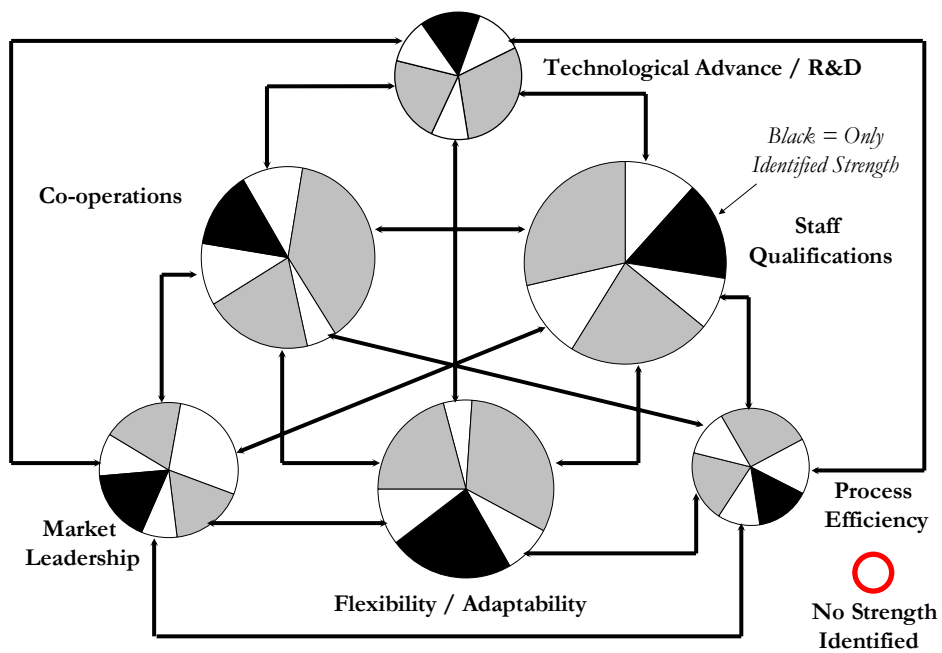 Technological Advance / R&D
Black = Only
Identified Strength
Co-operations
Staff
Qualifications
Process
Efficiency
Market
Leadership
Flexibility / Adaptability
No Strength
Identified